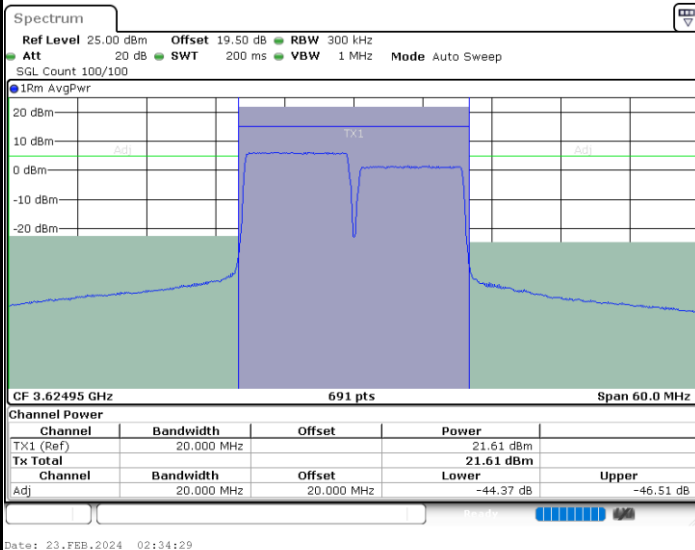 Spectrum
Ref Level 25.00 dBm Offset 19.50 dB RBW 300 kHz
Att 20 dB SWT 200 ms VBW 1 MHz Mode Auto Sweep
SGL Count 100/100
1Rm AvgPwr
20 dBm
TX1
10 dBm
Adj Adj
0 dBm
-10 dBm
-20 dBm
CF 3.62495 GHz 691 pts Span 60.0 MHz
Channel Power
Channel Bandwidth Offset Power
TX1 (Ref) 20.000 MHz 21.61 dBm
Tx Total 21.61 dBm
Channel Bandwidth Offset Lower Upper
Adj 20.000 MHz 20.000 MHz -44.37 dB -46.51 dB
Ready
Date: 23.FEB.2024 02:34:29